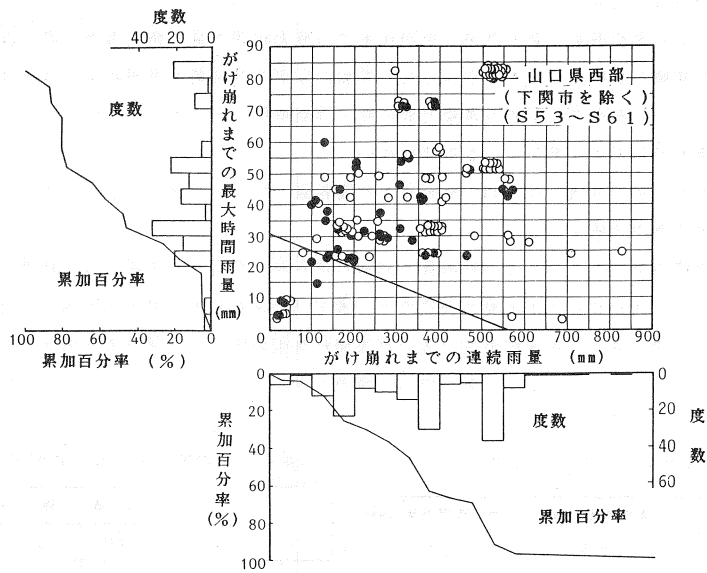 度数
40 20 0
度数
累加百分率
100 80 60 40 20 0
累加百分率 (%)
がけ崩れまでの最大時間雨量(mm)
90
80
70
60
50
40
30
20
10
0
山口県西部
(下関市を除く)
(S53~S61)
0 100 200 300 400 500 600 700 800 900
がけ崩れまでの連続雨量 (mm)
累加百分率(%)
0
20
40
60
80
100
度数
累加百分率
0
20
40
60
度数